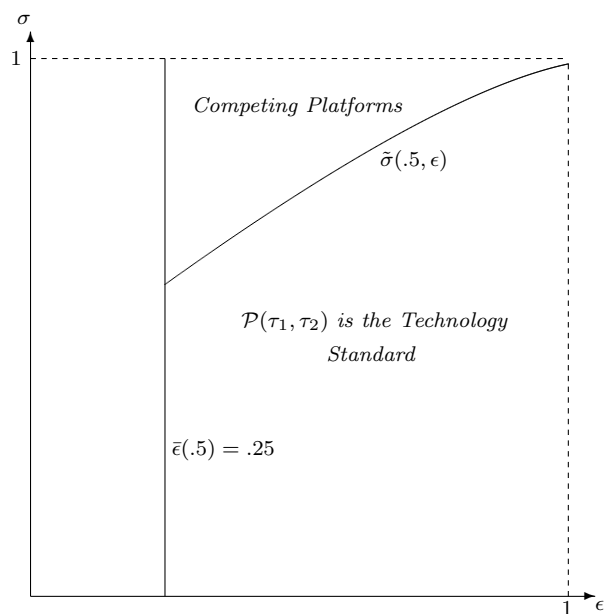 σ
1
Competing Platforms
σ̃(.5, ϵ)
𝒫(τ₁, τ₂) is the Technology
Standard
ϵ̄(.5) = .25
1
ϵ